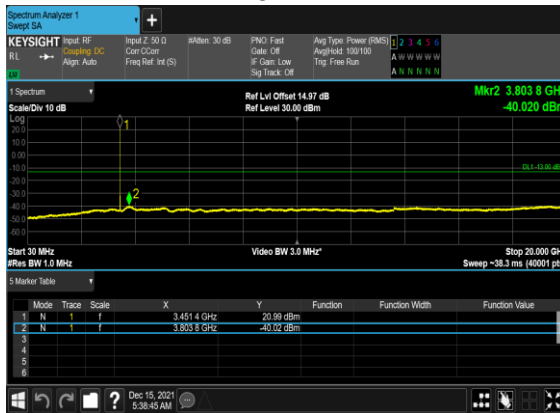 Spectrum Analyzer 1
Swept SA
+
KEYSIGHT Input: RF Input Z: 50 Ω #Atten: 30 dB PNO: Fast Avg Type: Power (RMS) 1 2 3 4 5 6
RL Coupling: DC Corr CCorr Gate: Off Avg|Hold: 100/100 A W W W W W
Align: Auto Freq Ref: Int (S) IF Gain: Low Trig: Free Run
Sig Track: Off A N N N N N
1 Spectrum Ref Lvl Offset 14.97 dB Mkr2 3.803 8 GH
Scale/Div 10 dB Ref Level 30.00 dBm -40.020 dBr
Log
20.0
10.0
0.00
-10.0
DL1 -13.00 dB
-20.0
-30.0
-40.0
-50.0
-60.0
1
2
Start 30 MHz Video BW 3.0 MHz* Stop 20.000 GH
#Res BW 1.0 MHz Sweep ~38.3 ms (40001 pts
5 Marker Table
Mode Trace Scale X Y Function Function Width Function Value
1 N 1 f 3.451 4 GHz 20.99 dBm
2 N 1 f 3.803 8 GHz -40.02 dBm
3
4
5
6
? Dec 15, 2021
5:38:45 AM